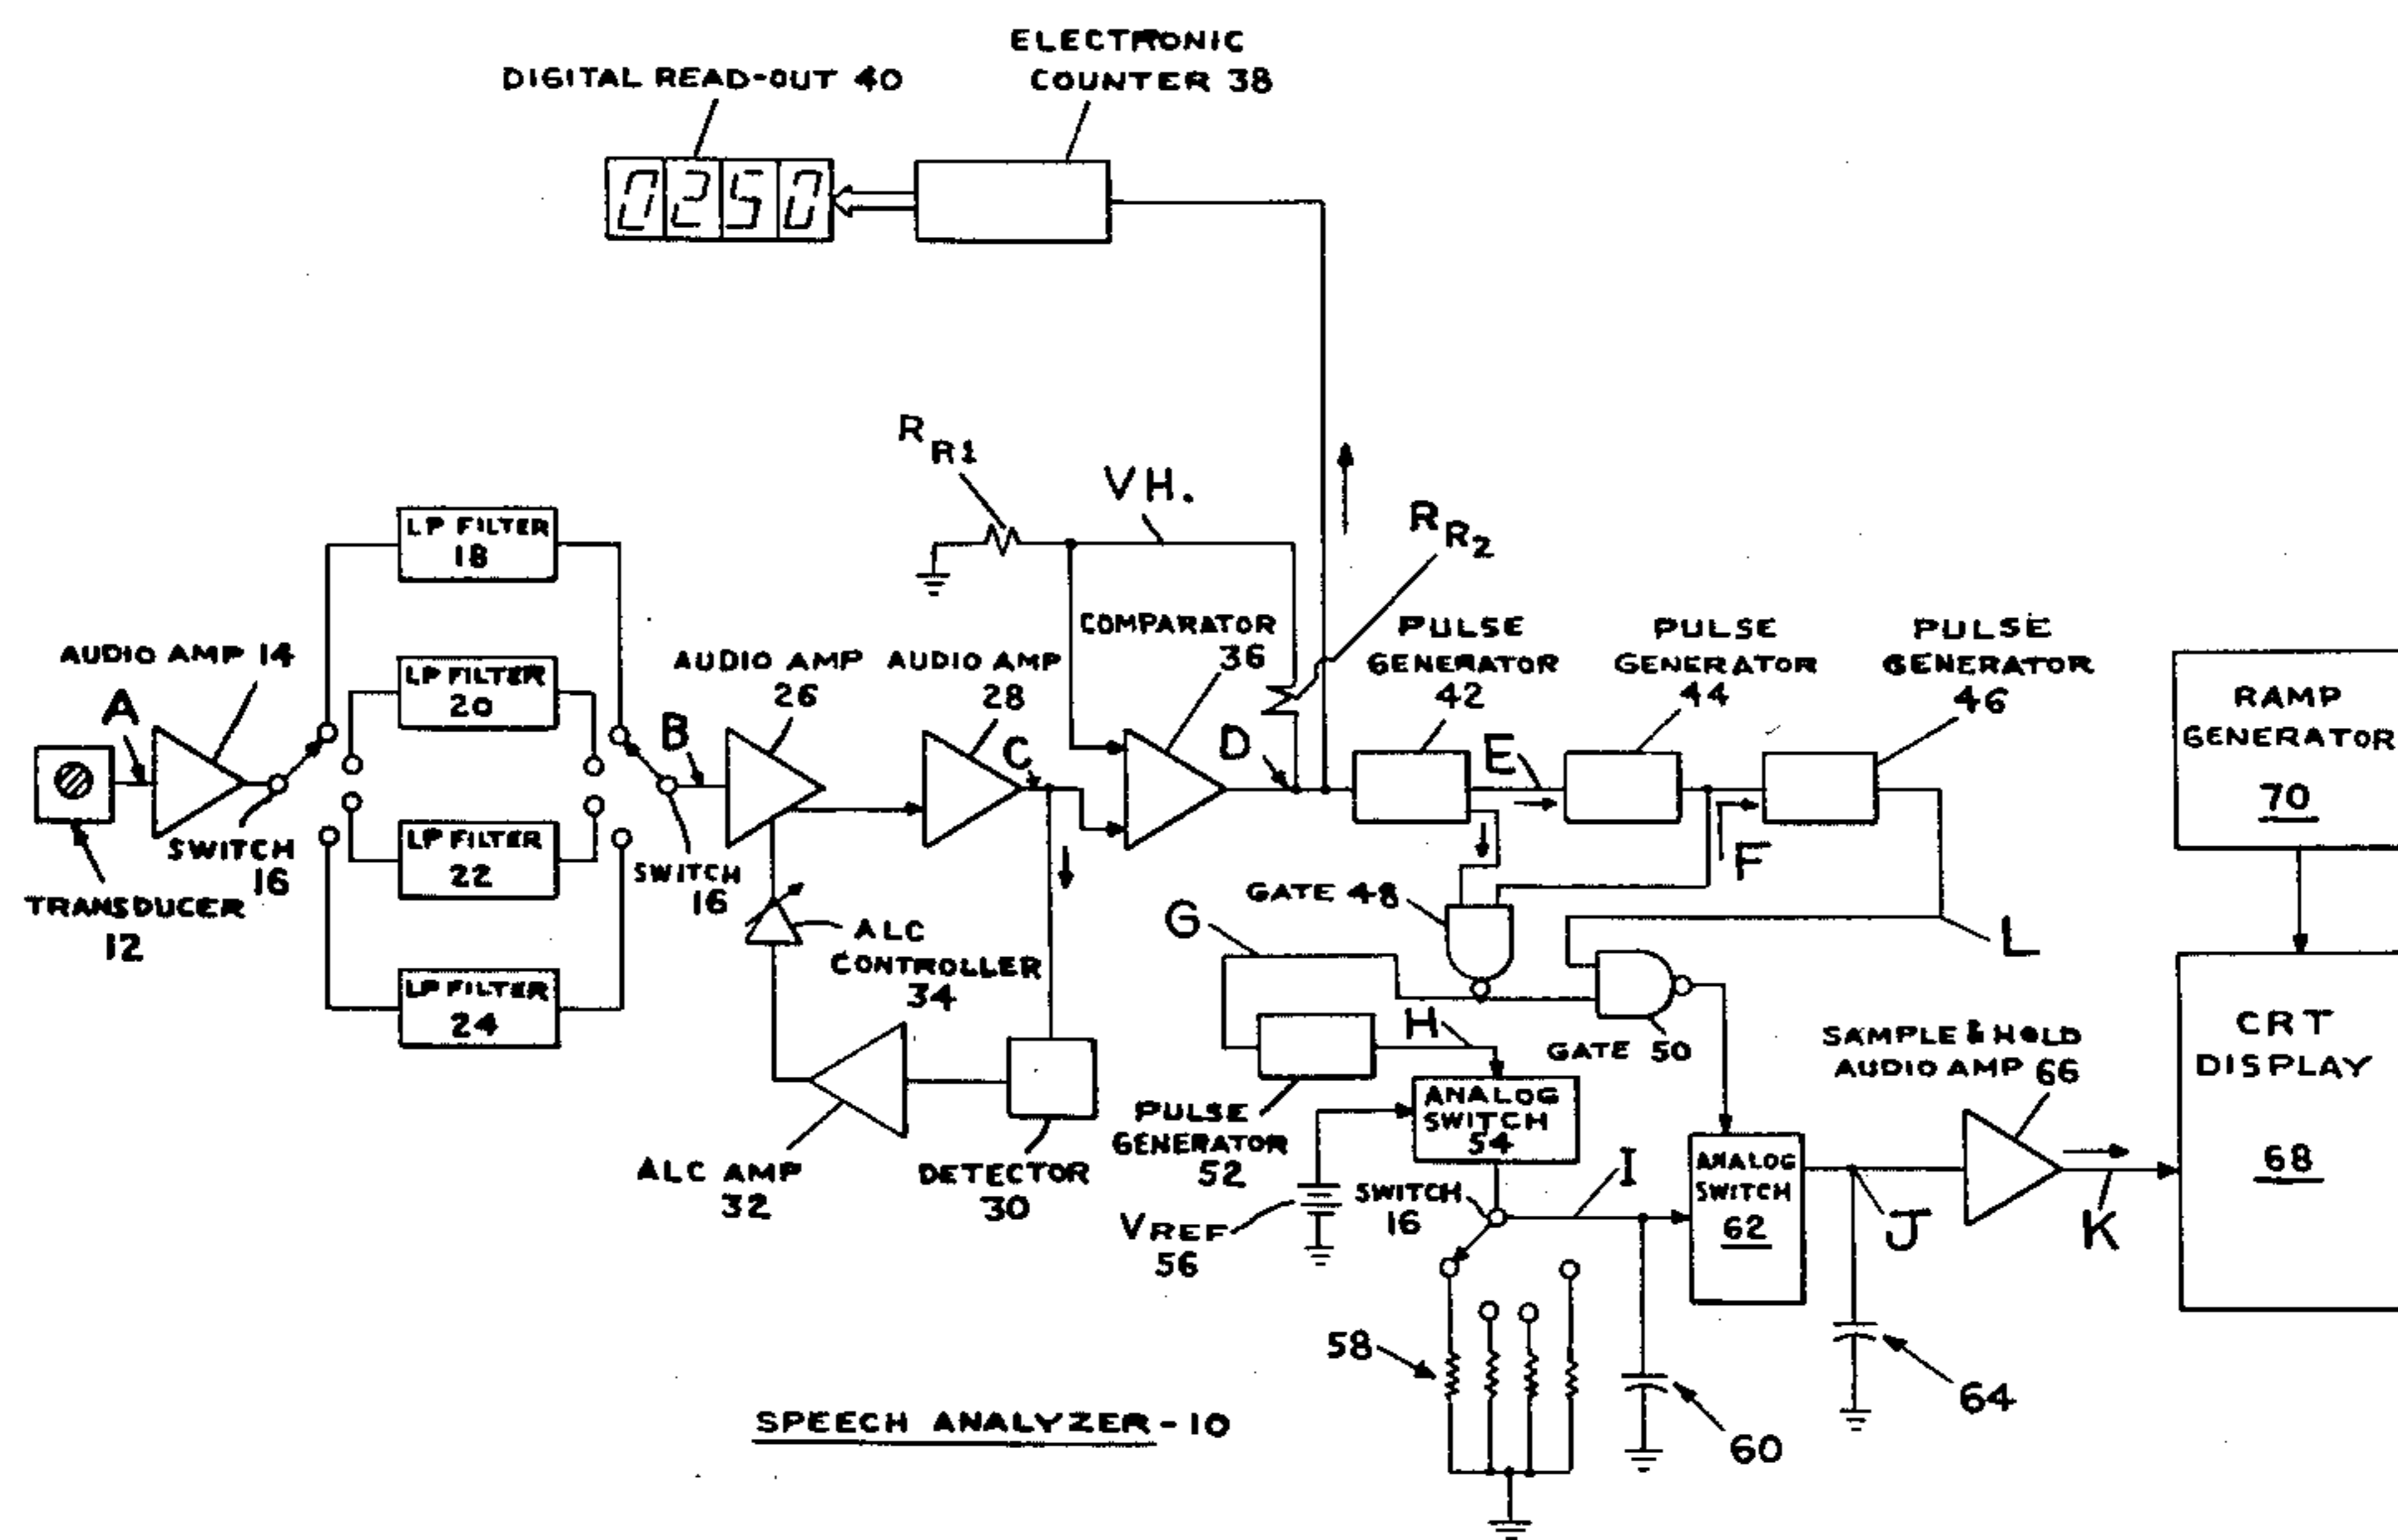 ELECTRONIC
COUNTER 38
DIGITAL READ-OUT 40
0250
R R1
VH.
R R2
LP FILTER
18
COMPARATOR
36
PULSE
GENERATOR
42
PULSE
GENERATOR
44
PULSE
GENERATOR
46
AUDIO AMP 14
LP FILTER
20
AUDIO AMP
26
AUDIO AMP
28
RAMP
GENERATOR
70
A
B
C
D
E
F
SWITCH
16
LP FILTER
22
SWITCH
16
TRANSDUCER
12
GATE 48
G
L
ALC
CONTROLLER
34
LP FILTER
24
H
GATE 50
SAMPLE & HOLD
AUDIO AMP 66
CRT
DISPLAY
68
PULSE
GENERATOR
52
ANALOG
SWITCH
54
ALC AMP
32
DETECTOR
30
VREF
56
SWITCH
16
I
ANALOG
SWITCH
62
J
K
58
60
64
SPEECH ANALYZER-10